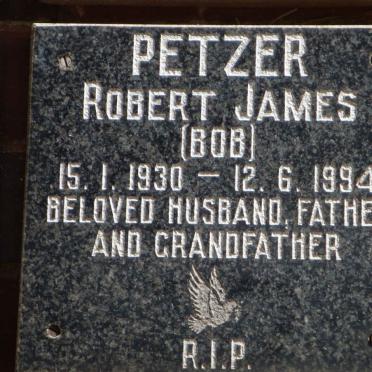 PETZER
ROBERT JAMES
(BOB)
15. 1. 1930 — 12. 6. 1994
BELOVED HUSBAND, FATHE
AND GRANDFATHER
R.I.P.